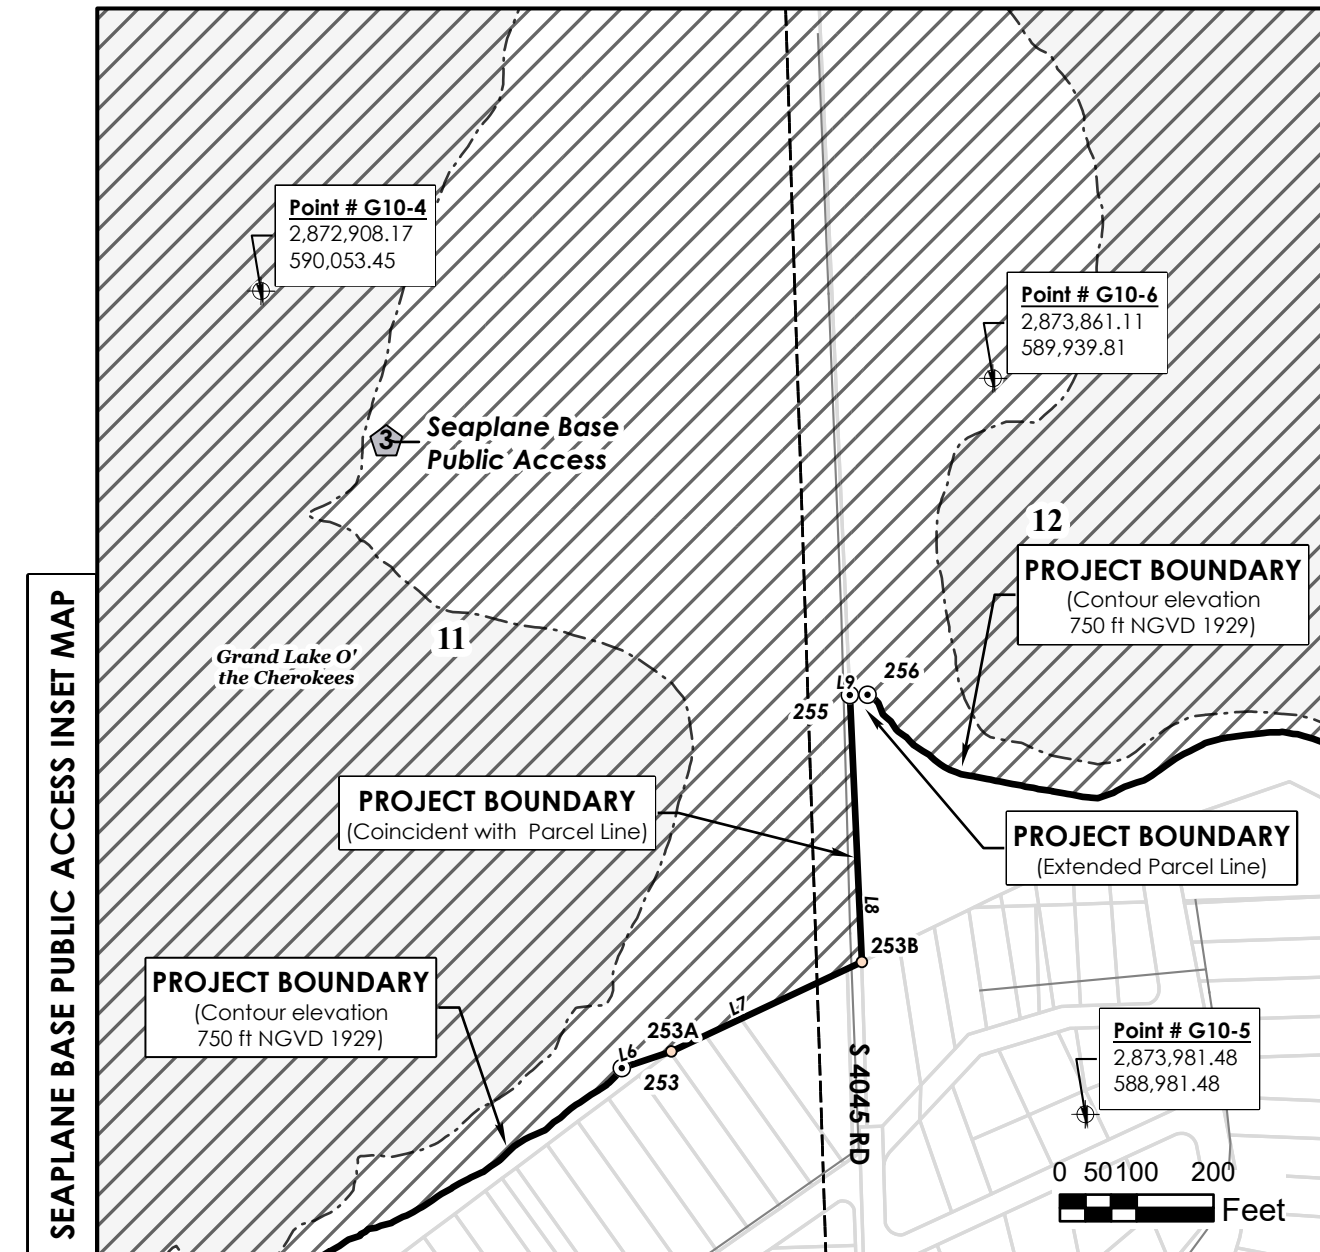 Point # G10-4
2,872,908.17
590,053.45
Point # G10-6
2,873,861.11
589,939.81
3
Seaplane Base
Public Access
12
PROJECT BOUNDARY
(Contour elevation
750 ft NGVD 1929)
11
Grand Lake O'
the Cherokees
L9
256
255
PROJECT BOUNDARY
(Coincident with Parcel Line)
PROJECT BOUNDARY
(Extended Parcel Line)
L8
253B
PROJECT BOUNDARY
(Contour elevation
750 ft NGVD 1929)
L7
253A
L6
253
S 4045 RD
Point # G10-5
2,873,981.48
588,981.48
0 50 100 200
Feet
SEAPLANE BASE PUBLIC ACCESS INSET MAP